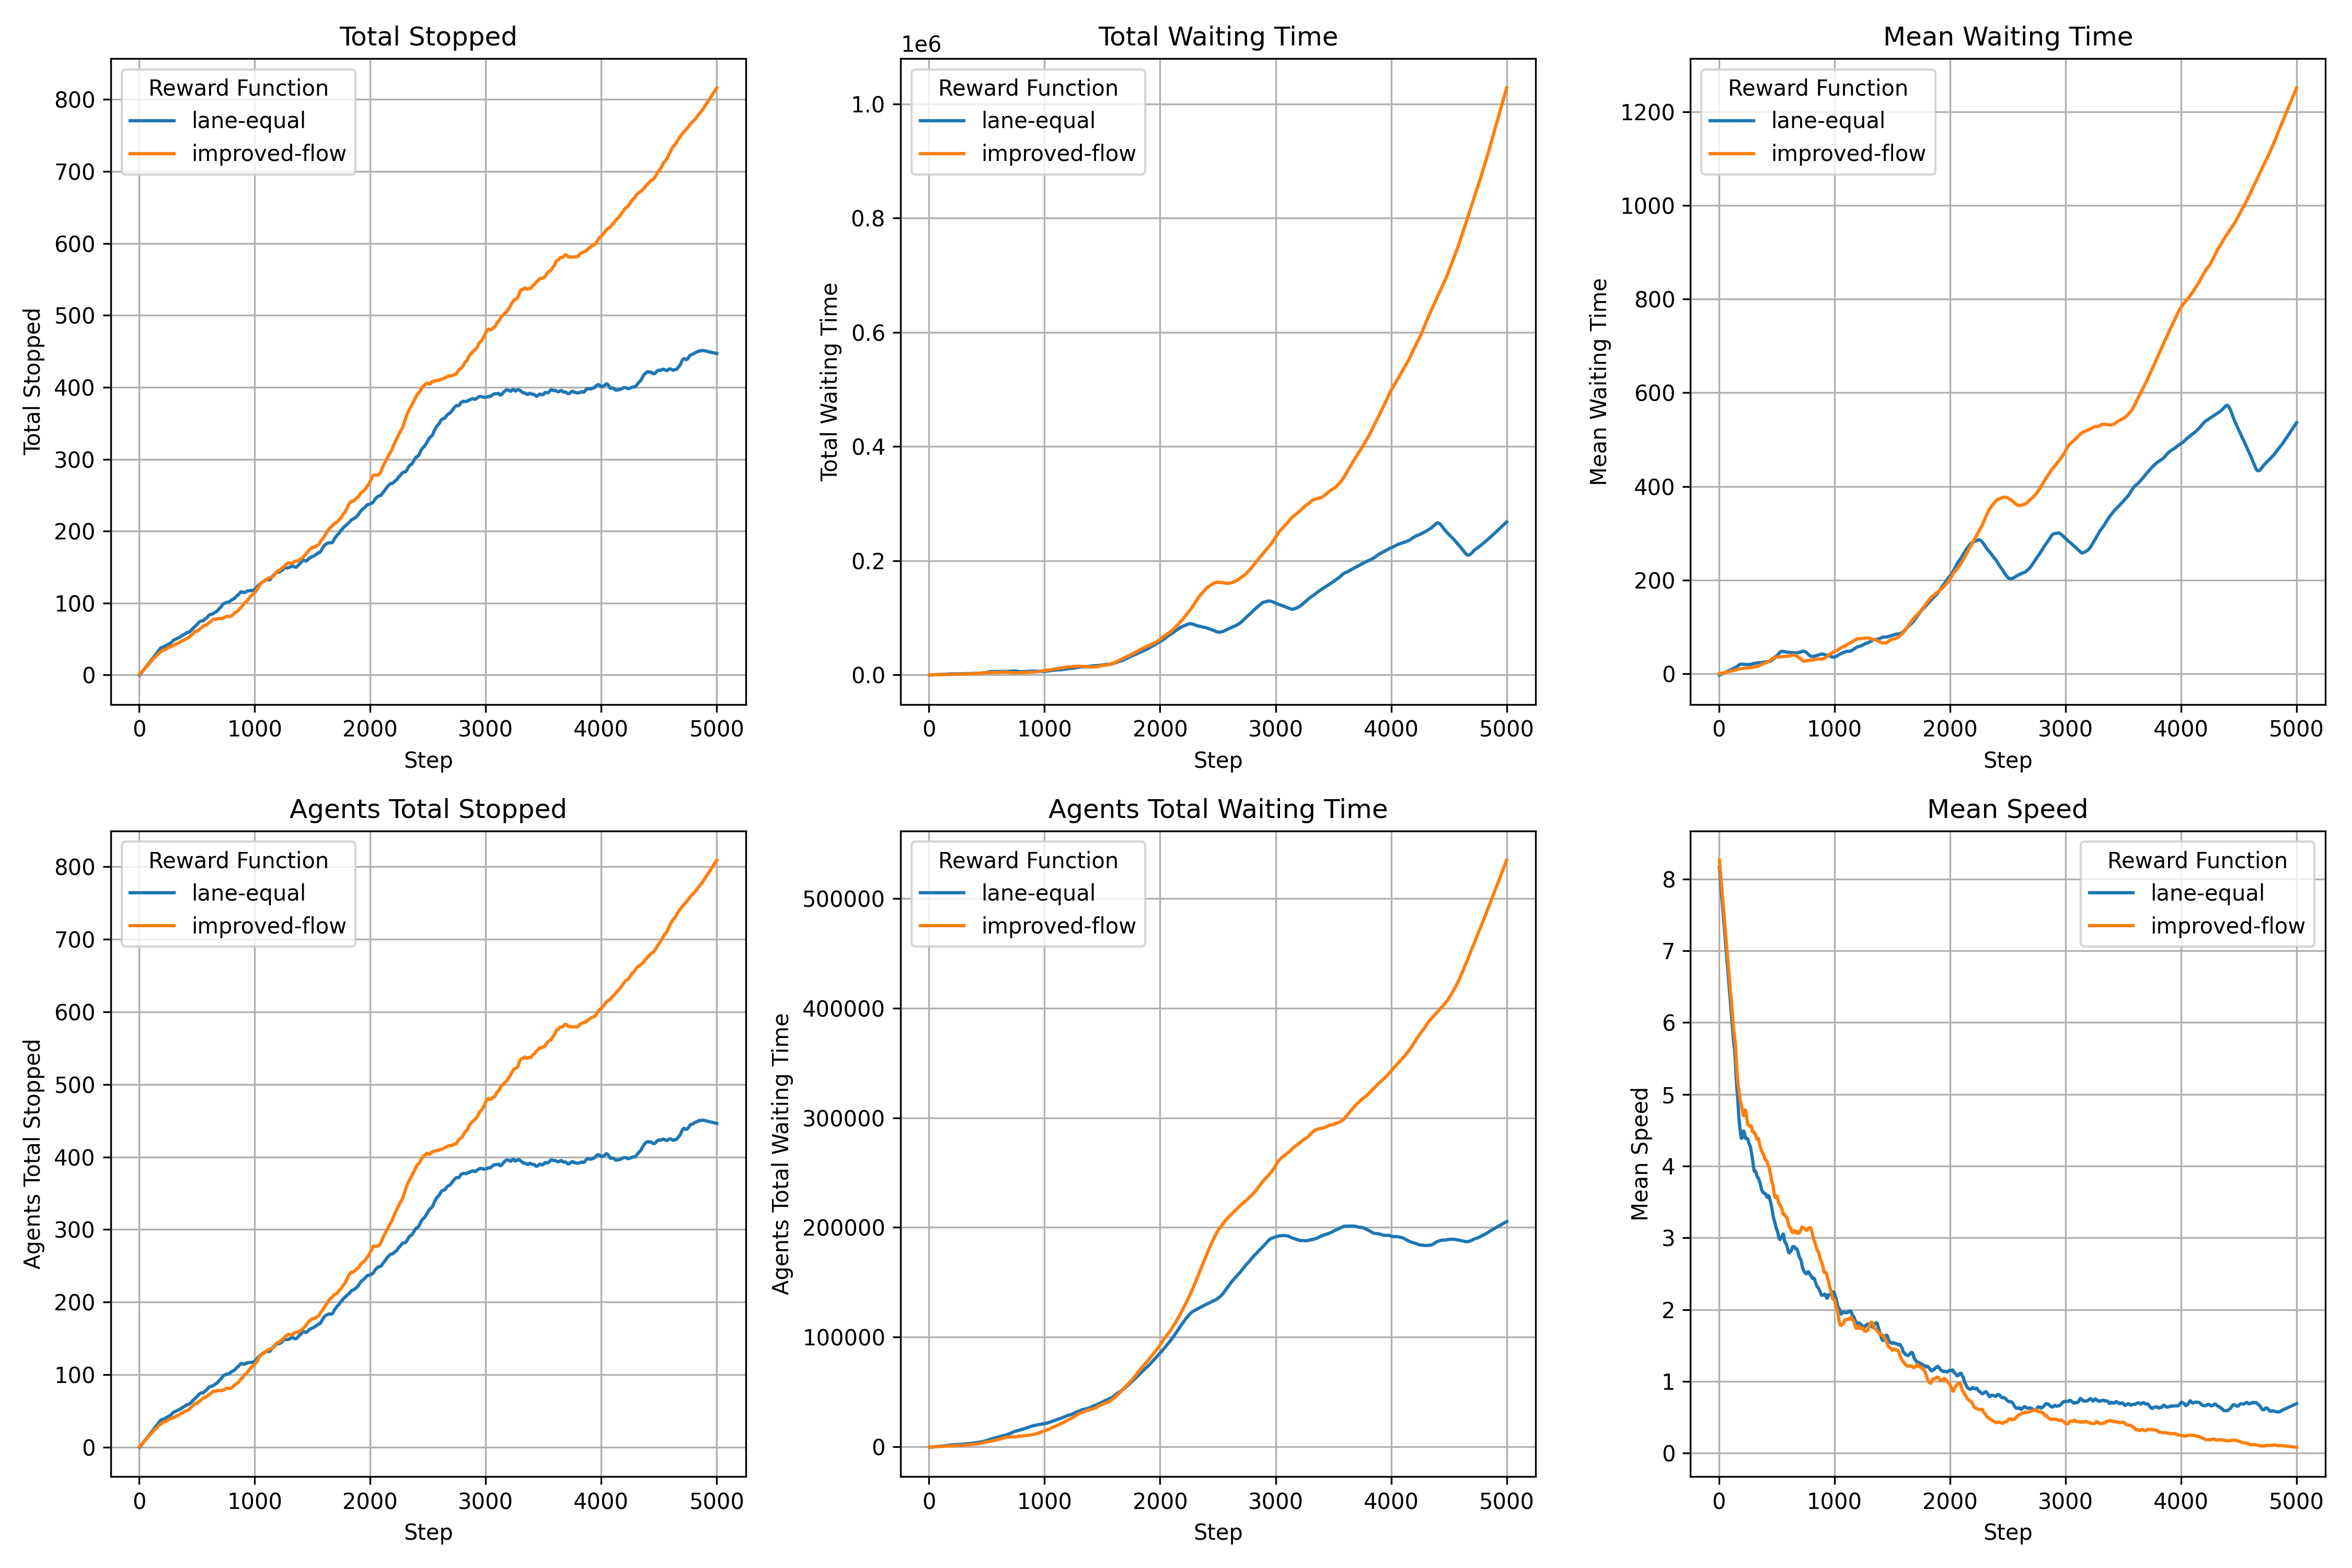 Total Stopped
Total Stopped
800
700
600
500
400
300
200
100
0
Reward Function
lane-equal
improved-flow
0 1000 2000 3000 4000 5000
Step
Total Waiting Time
1e6
Total Waiting Time
1.0
0.8
0.6
0.4
0.2
0.0
Reward Function
lane-equal
improved-flow
0 1000 2000 3000 4000 5000
Step
Mean Waiting Time
Mean Waiting Time
1200
1000
800
600
400
200
0
Reward Function
lane-equal
improved-flow
0 1000 2000 3000 4000 5000
Step
Agents Total Stopped
Agents Total Stopped
800
700
600
500
400
300
200
100
0
Reward Function
lane-equal
improved-flow
0 1000 2000 3000 4000 5000
Step
Agents Total Waiting Time
Agents Total Waiting Time
500000
400000
300000
200000
100000
0
Reward Function
lane-equal
improved-flow
0 1000 2000 3000 4000 5000
Step
Mean Speed
Mean Speed
8
7
6
5
4
3
2
1
0
Reward Function
lane-equal
improved-flow
0 1000 2000 3000 4000 5000
Step